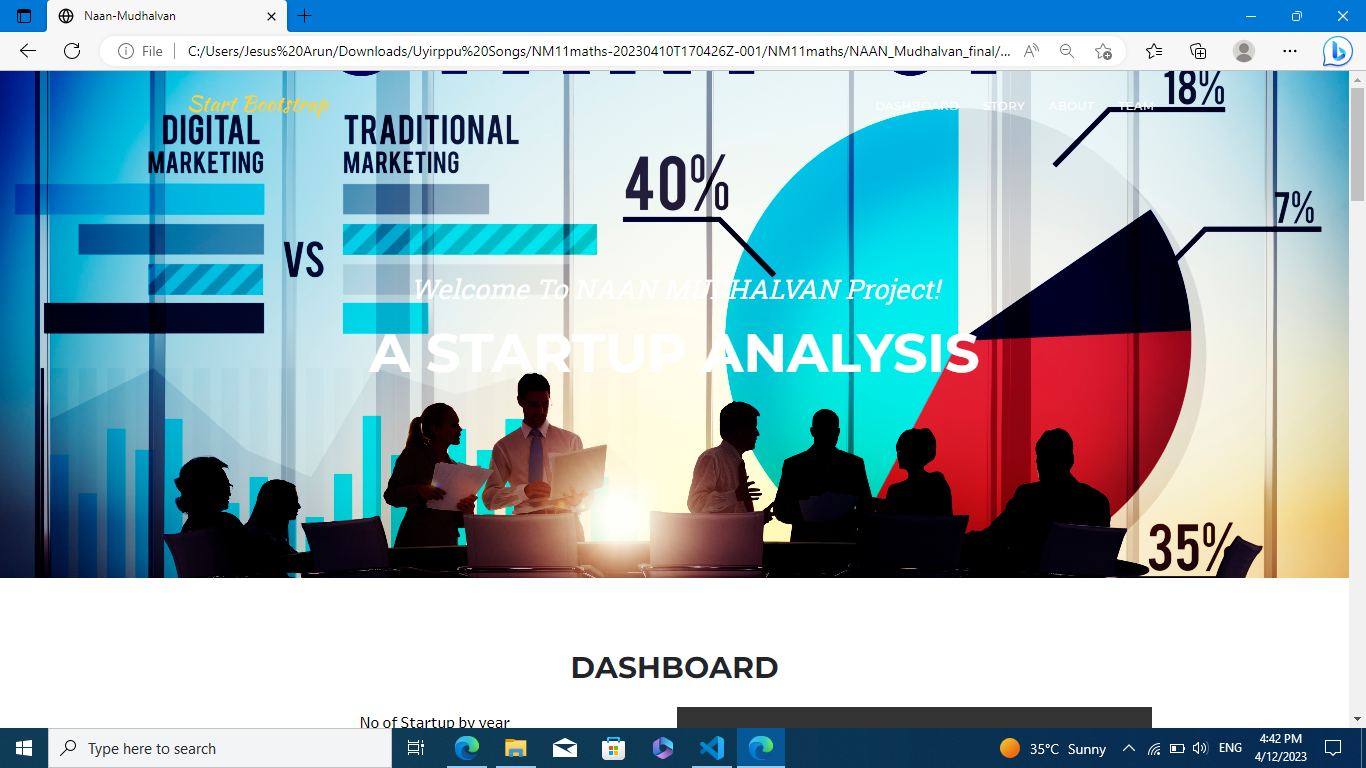 Naan-Mudhalvan
File
C:/Users/Jesus%20Arun/Downloads/Uyirppu%20Songs/NM11maths-20230410T170426Z-001/NM11maths/NAAN_Mudhalvan_final/...
Start Bootstrap
DASHBOARD STORY ABOUT TEAM
18%
DIGITAL
MARKETING
VS
TRADITIONAL
MARKETING
40%
7%
Welcome To NAAN MUDHALVAN Project!
A STARTUP ANALYSIS
35%
DASHBOARD
No of Startup by year
Type here to search
35°C Sunny
ENG
4:42 PM
4/12/2023